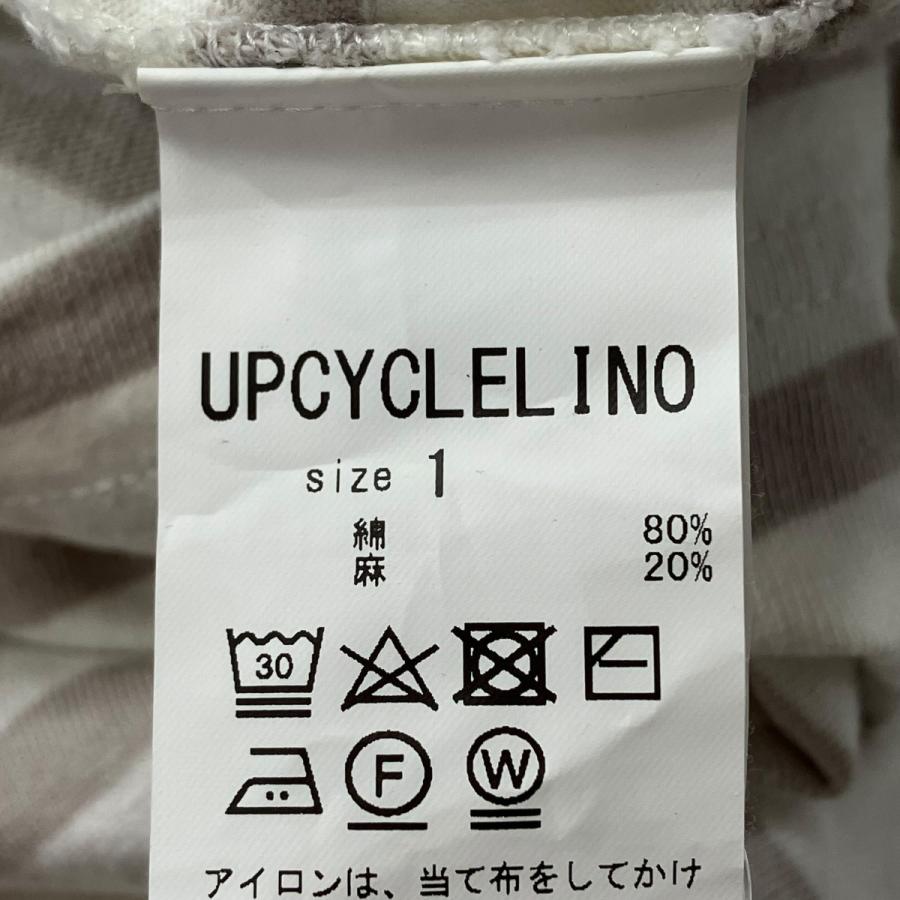 UPCYCLELINO
size 1
綿 80%
麻 20%
30
F W
アイロンは、当て布をしてかけ